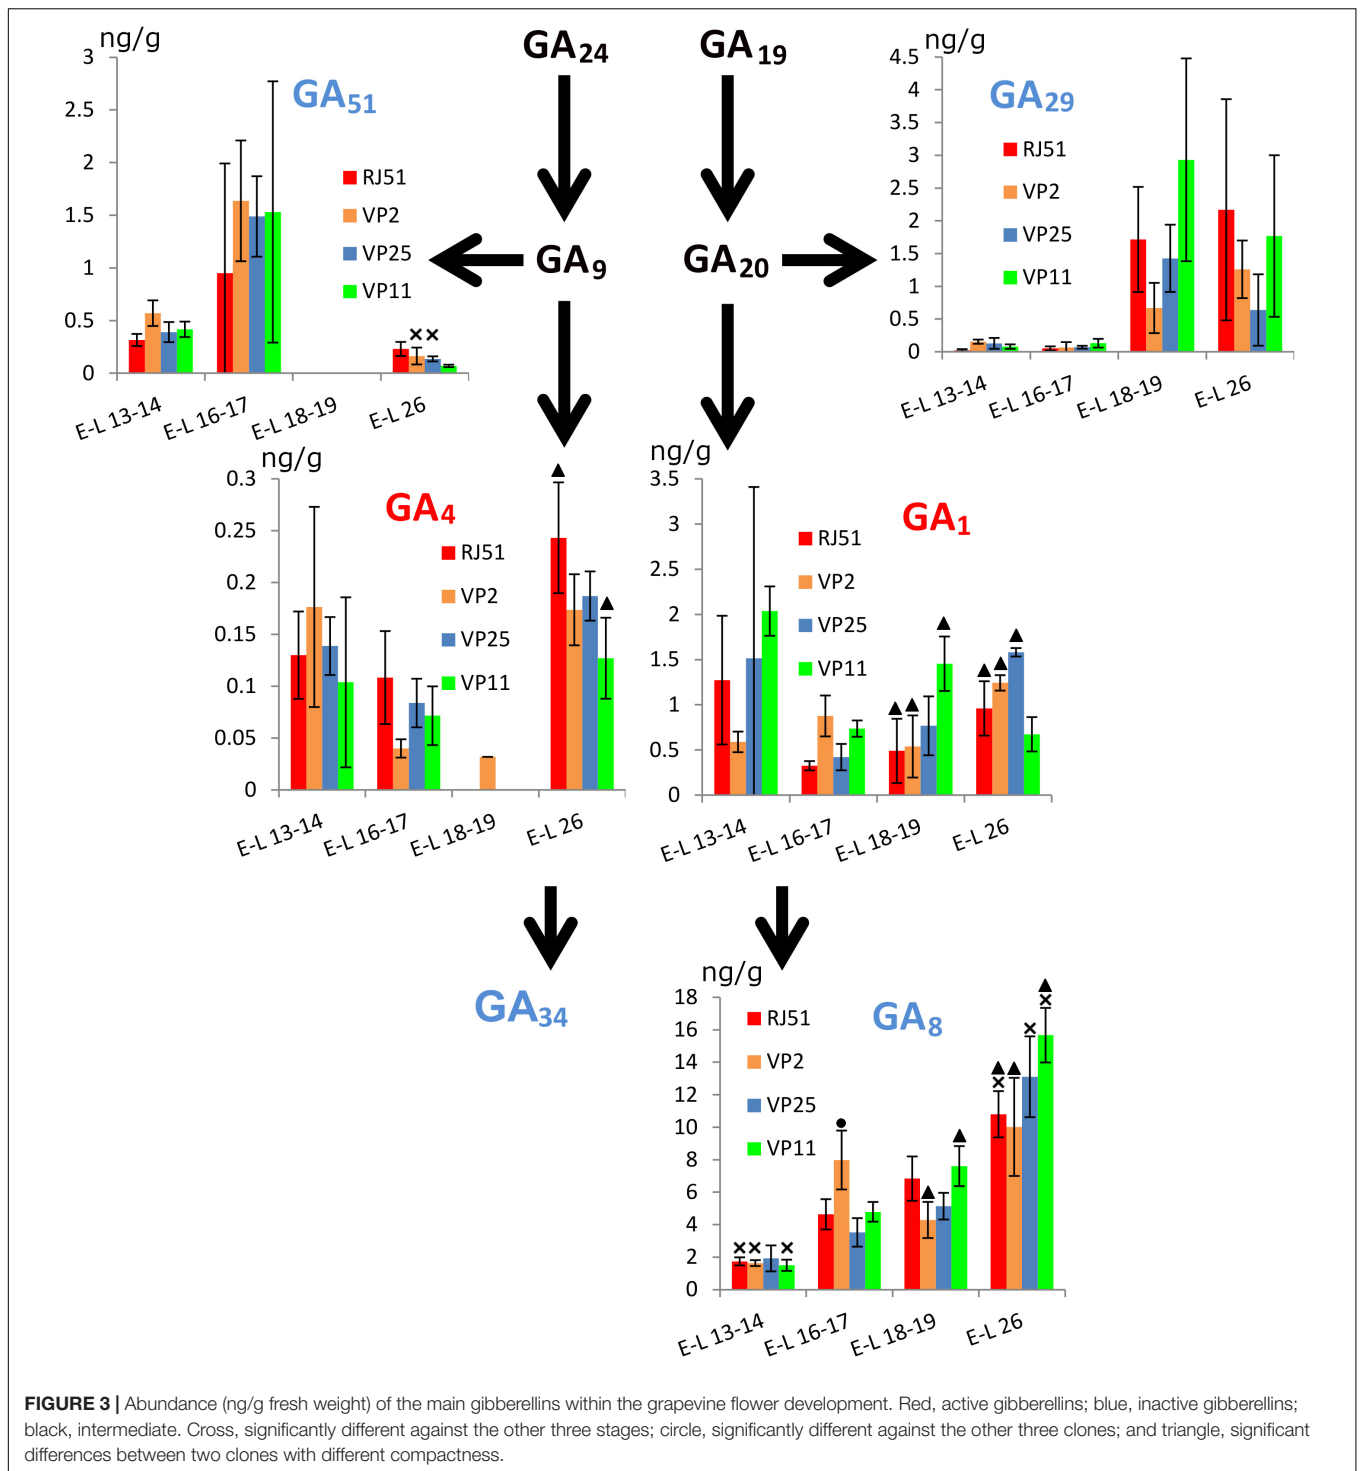 ng/g
GA24
GA19
ng/g
3
2.5
2
1.5
1
0.5
0
GA51
RJ51
VP2
VP25
VP11
E-L 13-14
E-L 16-17
E-L 18-19
E-L 26
4.5
4
3.5
3
2.5
2
1.5
1
0.5
0
GA29
RJ51
VP2
VP25
VP11
E-L 13-14
E-L 16-17
E-L 18-19
E-L 26
GA9
GA20
ng/g
0.3
0.25
0.2
0.15
0.1
0.05
0
GA4
RJ51
VP2
VP25
VP11
E-L 13-14
E-L 16-17
E-L 18-19
E-L 26
ng/g
3.5
3
2.5
2
1.5
1
0.5
0
GA1
RJ51
VP2
VP25
VP11
E-L 13-14
E-L 16-17
E-L 18-19
E-L 26
GA34
ng/g
18
16
14
12
10
8
6
4
2
0
GA8
RJ51
VP2
VP25
VP11
E-L 13-14
E-L 16-17
E-L 18-19
E-L 26
FIGURE 3 | Abundance (ng/g fresh weight) of the main gibberellins within the grapevine flower development. Red, active gibberellins; blue, inactive gibberellins;
black, intermediate. Cross, significantly different against the other three stages; circle, significantly different against the other three clones; and triangle, significant
differences between two clones with different compactness.